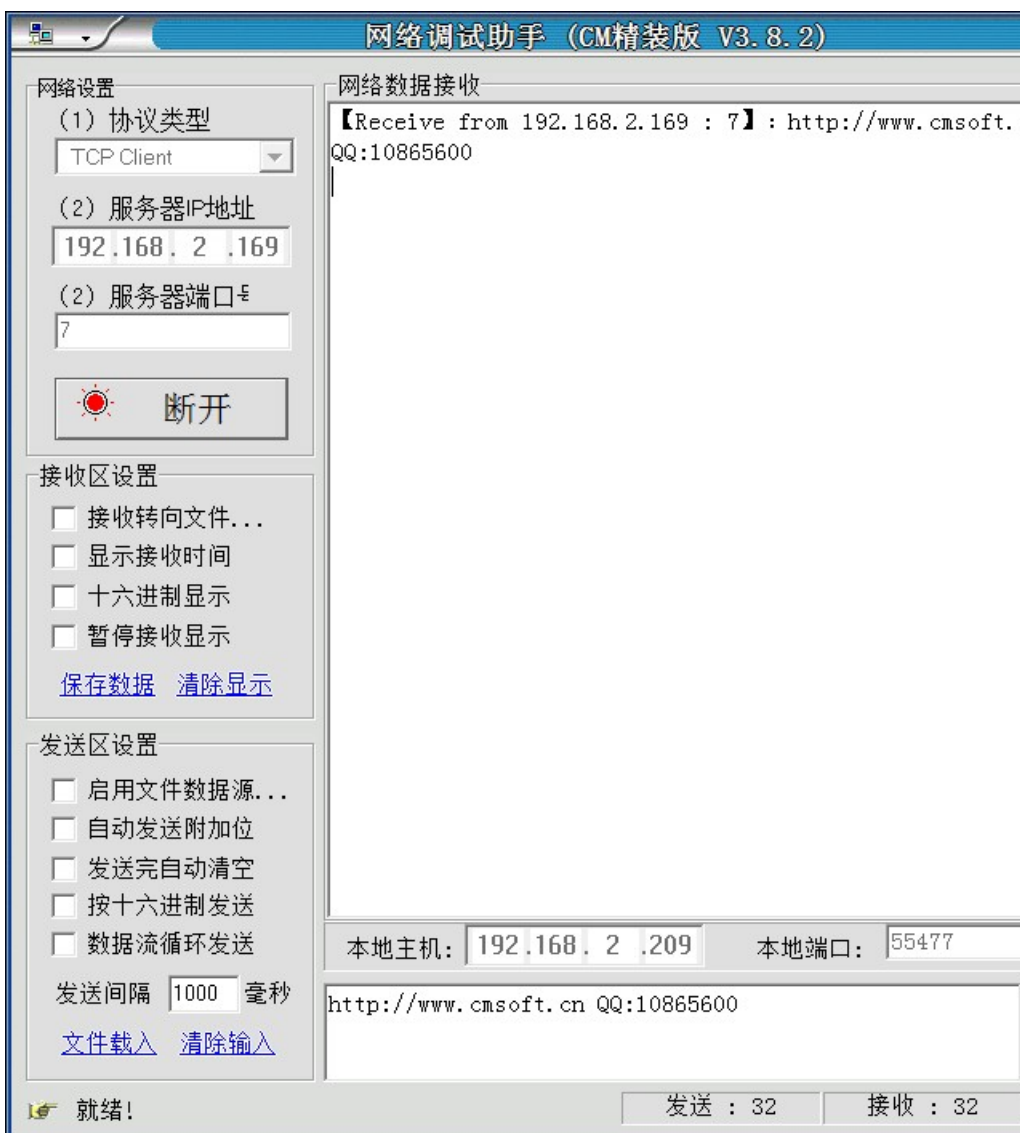 网络调试助手 (CM精装版 V3.8.2)
网络设置
(1) 协议类型
TCP Client
(2) 服务器IP地址
192.168. 2 .169
(2) 服务器端口号
7
断开
接收区设置
接收转向文件...
显示接收时间
十六进制显示
暂停接收显示
保存数据 清除显示
发送区设置
启用文件数据源...
自动发送附加位
发送完自动清空
按十六进制发送
数据流循环发送
发送间隔 1000 毫秒
文件载入 清除输入
网络数据接收
【Receive from 192.168.2.169 : 7】:http://www.cmsoft.
QQ:10865600
本地主机: 192.168. 2 .209 本地端口: 55477
http://www.cmsoft.cn QQ:10865600
就绪! 发送 : 32 接收 : 32